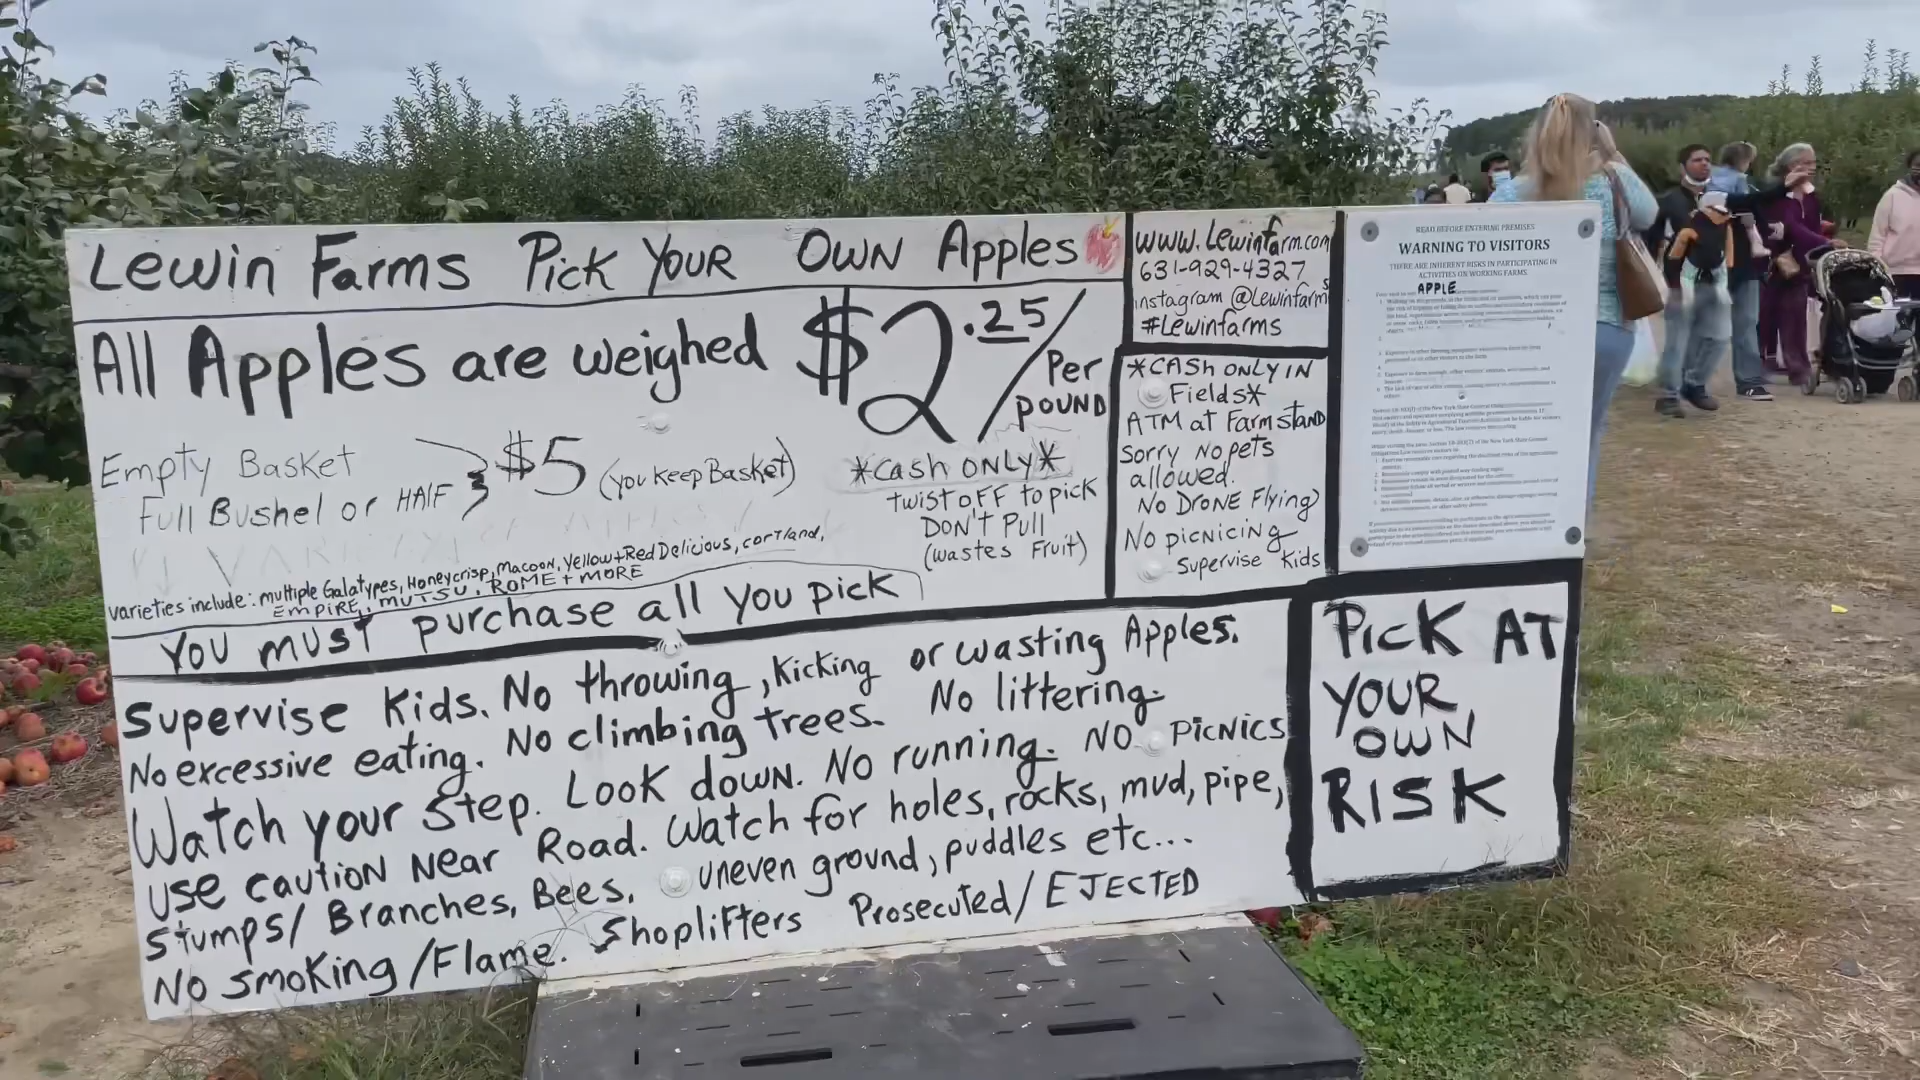 Lewin Farms Pick Your Own Apples
All Apples are weighed $2.25/Per Pound
Empty Basket
Full Bushel or HALF
$5 (you keep Basket)
*Cash ONLY*
twist OFF to pick
DON'T Pull
(wastes Fruit)
varieties include: multiple Galatypes, Honeycrisp, Macoon, Yellow+Red Delicious, cortland,
EMPIRE, MUTSU, ROME + MORE
You must purchase all you pick
Supervise Kids. No throwing, Kicking or wasting Apples.
No excessive eating. No climbing trees. No littering.
Watch your Step. Look down. No running. NO PICNICS
use caution Near Road. Watch for holes, rocks, mud, pipe,
Stumps/Branches, Bees, uneven ground, puddles etc...
No smoking/Flame. Shoplifters Prosecuted/EJECTED
www.Lewinfarm.com
631-929-4327
instagram @Lewinfarms
#Lewinfarms
*CASH ONLY IN
Fields*
ATM at Farmstand
Sorry No pets
allowed.
No DRONE Flying
No picnicing
Supervise Kids
READ BEFORE ENTERING PREMISES
WARNING TO VISITORS
THERE ARE INHERENT RISKS IN PARTICIPATING IN
ACTIVITIES ON WORKING FARMS.
APPLE
PICK AT
YOUR
OWN
RISK